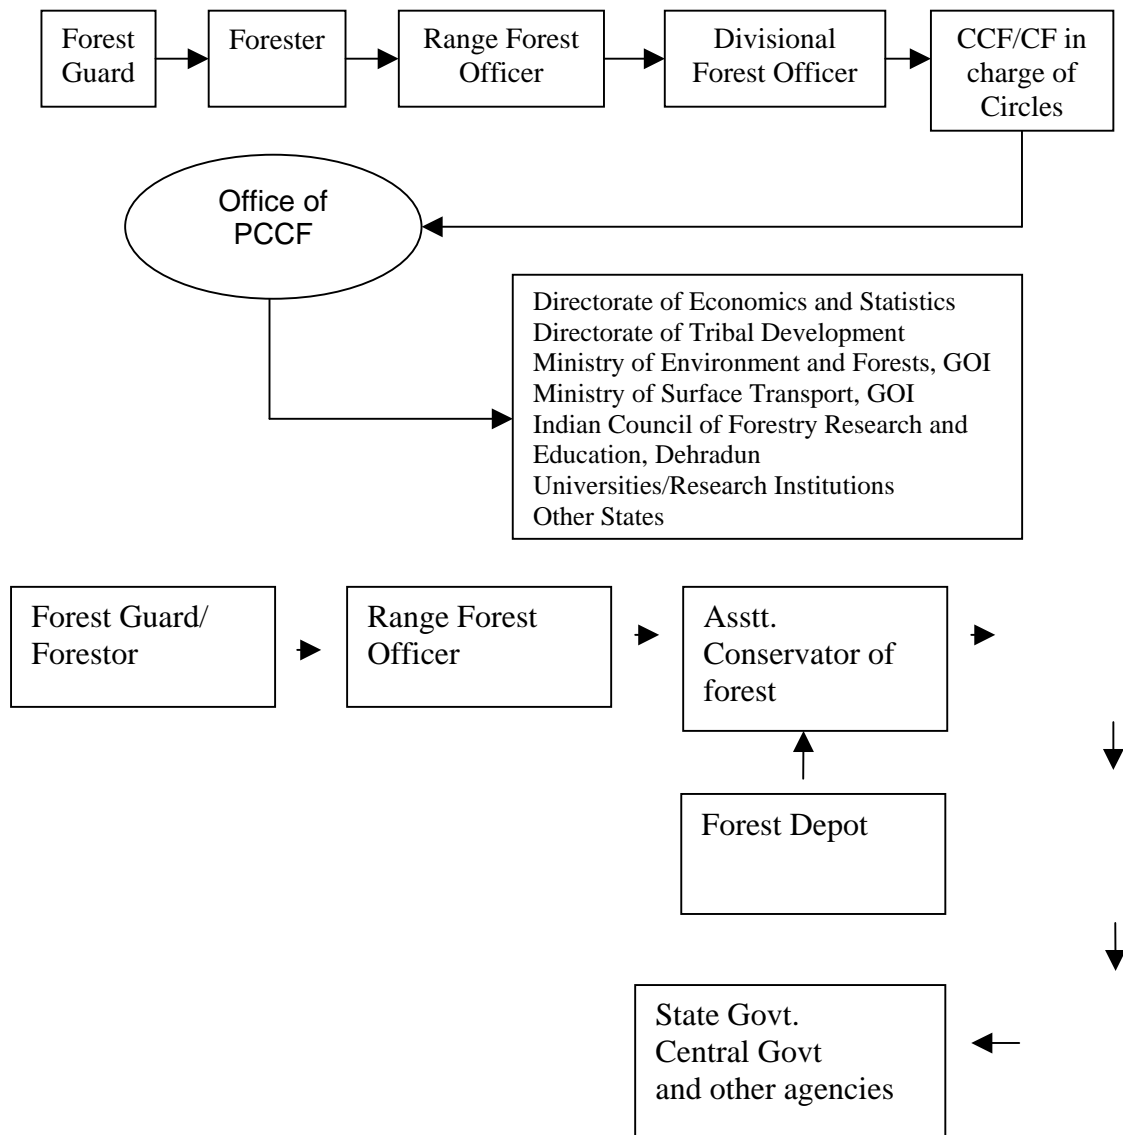 Forest
Guard
Forester
Range Forest
Officer
Divisional
Forest Officer
CCF/CF in
charge of
Circles
Office of
PCCF
Directorate of Economics and Statistics
Directorate of Tribal Development
Ministry of Environment and Forests, GOI
Ministry of Surface Transport, GOI
Indian Council of Forestry Research and
Education, Dehradun
Universities/Research Institutions
Other States
Forest Guard/
Forestor
Range Forest
Officer
Asstt.
Conservator of
forest
Forest Depot
State Govt.
Central Govt
and other agencies